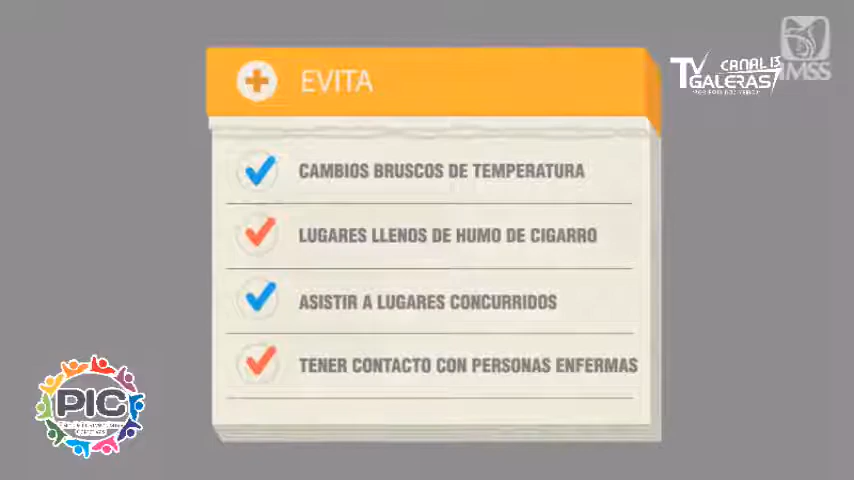 EVITA
CANAL 13
TV GALERAS
IMSS
CAMBIOS BRUSCOS DE TEMPERATURA
LUGARES LLENOS DE HUMO DE CIGARRO
ASISTIR A LUGARES CONCURRIDOS
TENER CONTACTO CON PERSONAS ENFERMAS
PIC